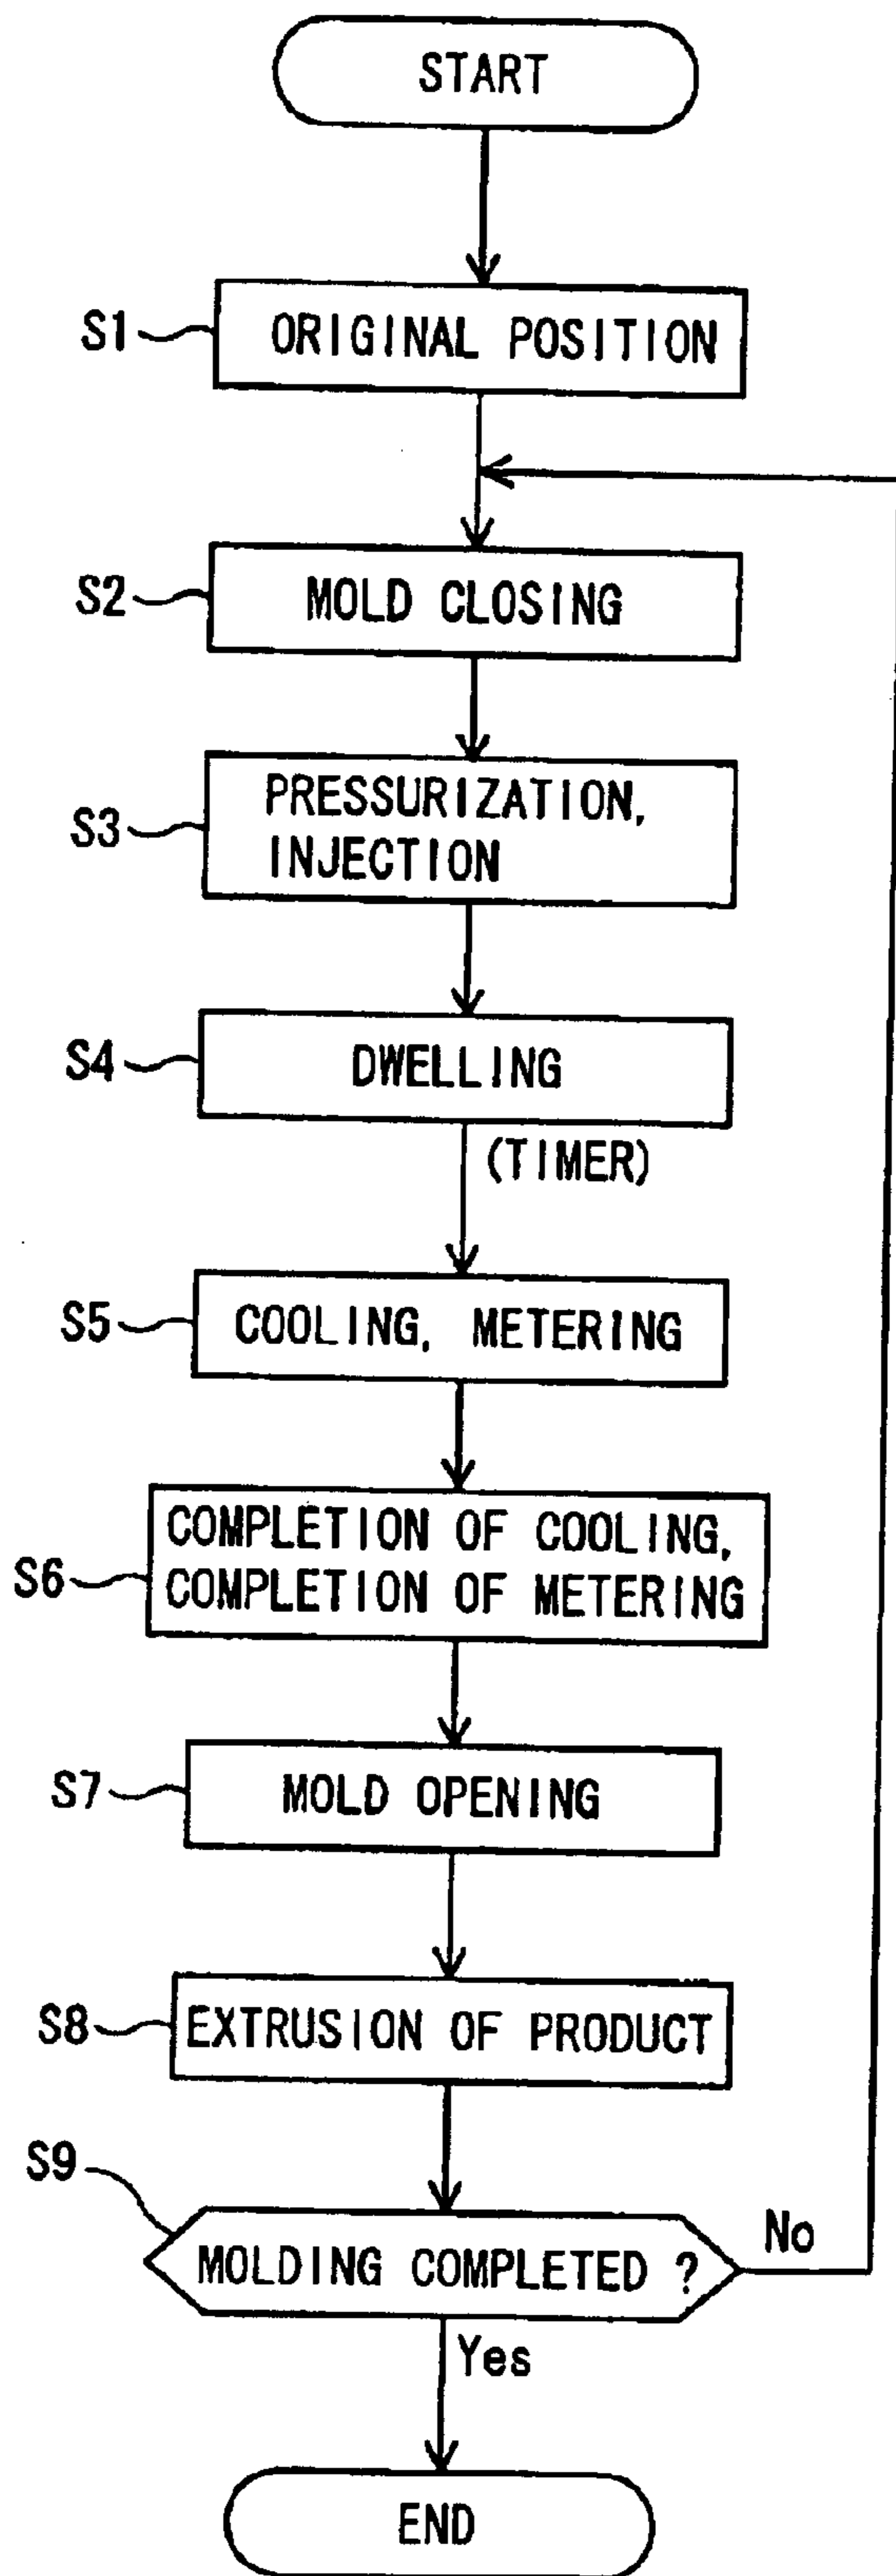 START
S1
ORIGINAL POSITION
S2
MOLD CLOSING
S3
PRESSURIZATION,
INJECTION
S4
DWELLING
(TIMER)
S5
COOLING, METERING
S6
COMPLETION OF COOLING,
COMPLETION OF METERING
S7
MOLD OPENING
S8
EXTRUSION OF PRODUCT
S9
MOLDING COMPLETED ?
No
Yes
END